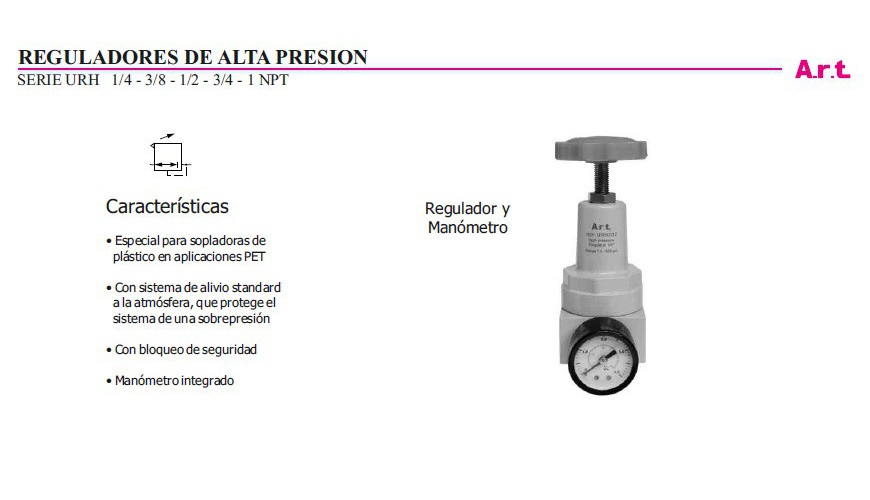 REGULADORES DE ALTA PRESION
SERIE URH 1/4 - 3/8 - 1/2 - 3/4 - 1 NPT
A.r.t.
Características
• Especial para sopladoras de
plástico en aplicaciones PET
• Con sistema de alivio standard
a la atmósfera, que protege el
sistema de una sobrepresión
• Con bloqueo de seguridad
• Manómetro integrado
Regulador y
Manómetro
A.r.t.